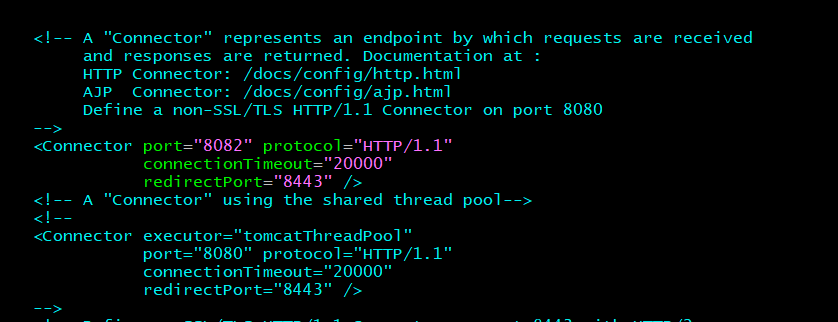 <!-- A "Connector" represents an endpoint by which requests are received
and responses are returned. Documentation at :
HTTP Connector: /docs/config/http.html
AJP  Connector: /docs/config/ajp.html
Define a non-SSL/TLS HTTP/1.1 Connector on port 8080
-->
<Connector port="8082" protocol="HTTP/1.1"
connectionTimeout="20000"
redirectPort="8443" />
<!-- A "Connector" using the shared thread pool-->
<!--
<Connector executor="tomcatThreadPool"
port="8080" protocol="HTTP/1.1"
connectionTimeout="20000"
redirectPort="8443" />
-->